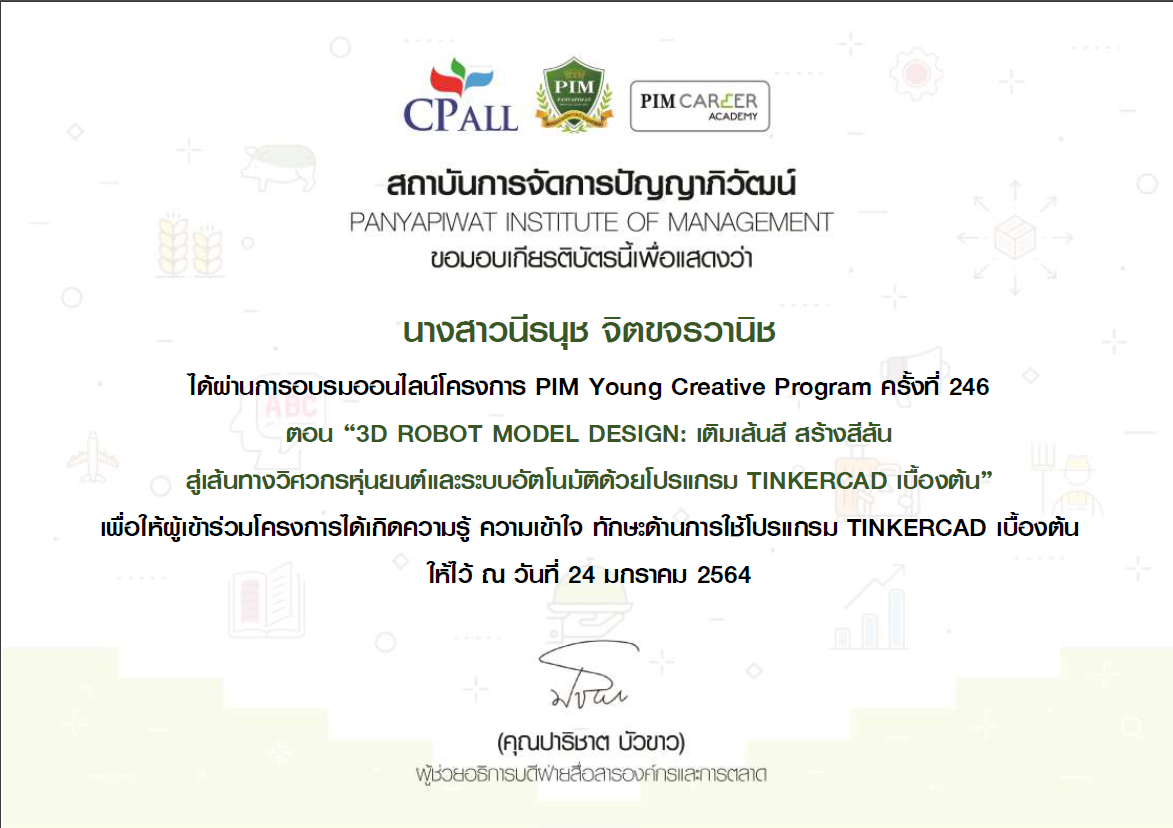 CPALL
PIM
PANYAPIWAT
PIM CAREER
ACADEMY
สถาบันการจัดการปัญญาภิวัฒน์
PANYAPIWAT INSTITUTE OF MANAGEMENT
ขอมอบเกียรติบัตรนี้เพื่อแสดงว่า
นางสาวนีรนุช จิตขจรวานิช
ได้ผ่านการอบรมออนไลน์โครงการ PIM Young Creative Program ครั้งที่ 246
ตอน “3D ROBOT MODEL DESIGN: เติมเส้นสี สร้างสีสัน
สู่เส้นทางวิศวกรหุ่นยนต์และระบบอัตโนมัติด้วยโปรแกรม TINKERCAD เบื้องต้น”
เพื่อให้ผู้เข้าร่วมโครงการได้เกิดความรู้ ความเข้าใจ ทักษะด้านการใช้โปรแกรม TINKERCAD เบื้องต้น
ให้ไว้ ณ วันที่ 24 มกราคม 2564
(คุณปาริชาต บัวขาว)
ผู้ช่วยอธิการบดีฝ่ายสื่อสารองค์กรและการตลาด
ABC